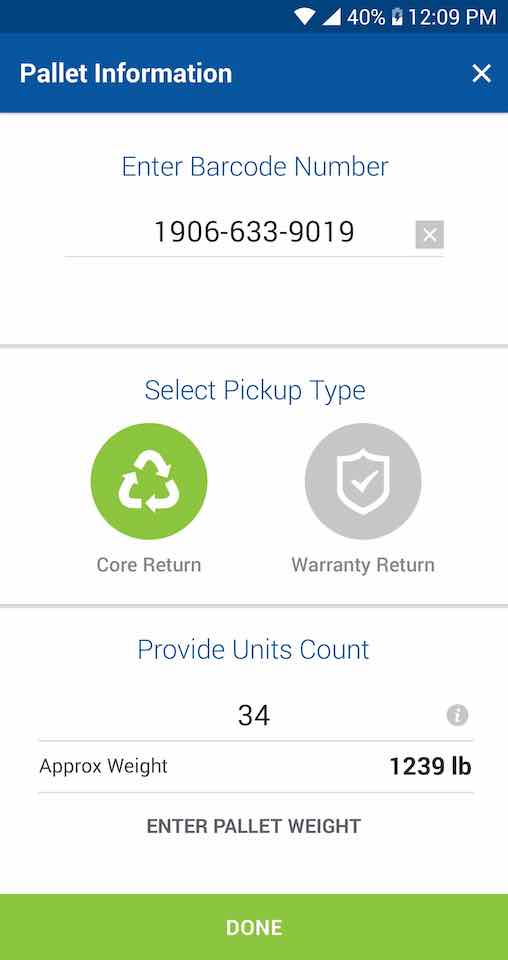 40% 12:09 PM
Pallet Information
Enter Barcode Number
1906-633-9019
Select Pickup Type
Core Return Warranty Return
Provide Units Count
34
Approx Weight 1239 lb
ENTER PALLET WEIGHT
DONE